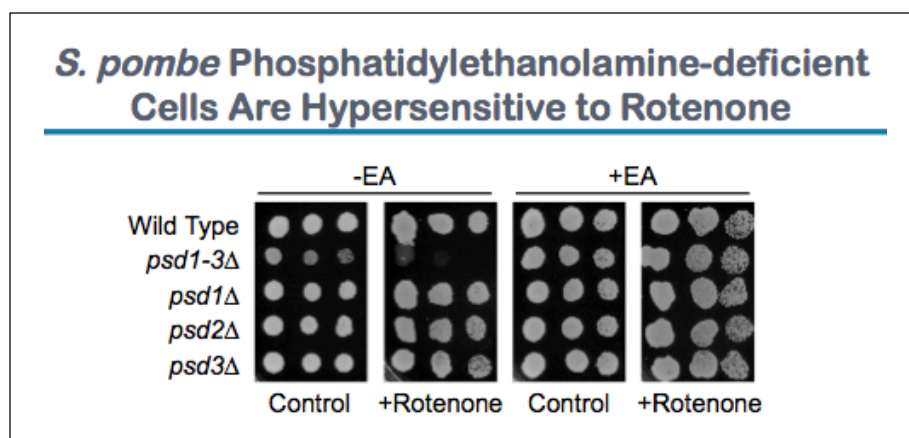 S. pombe Phosphatidylethanolamine-deficient
Cells Are Hypersensitive to Rotenone
-EA +EA
Wild Type
psd1-3Δ
psd1Δ
psd2Δ
psd3Δ
Control +Rotenone Control +Rotenone